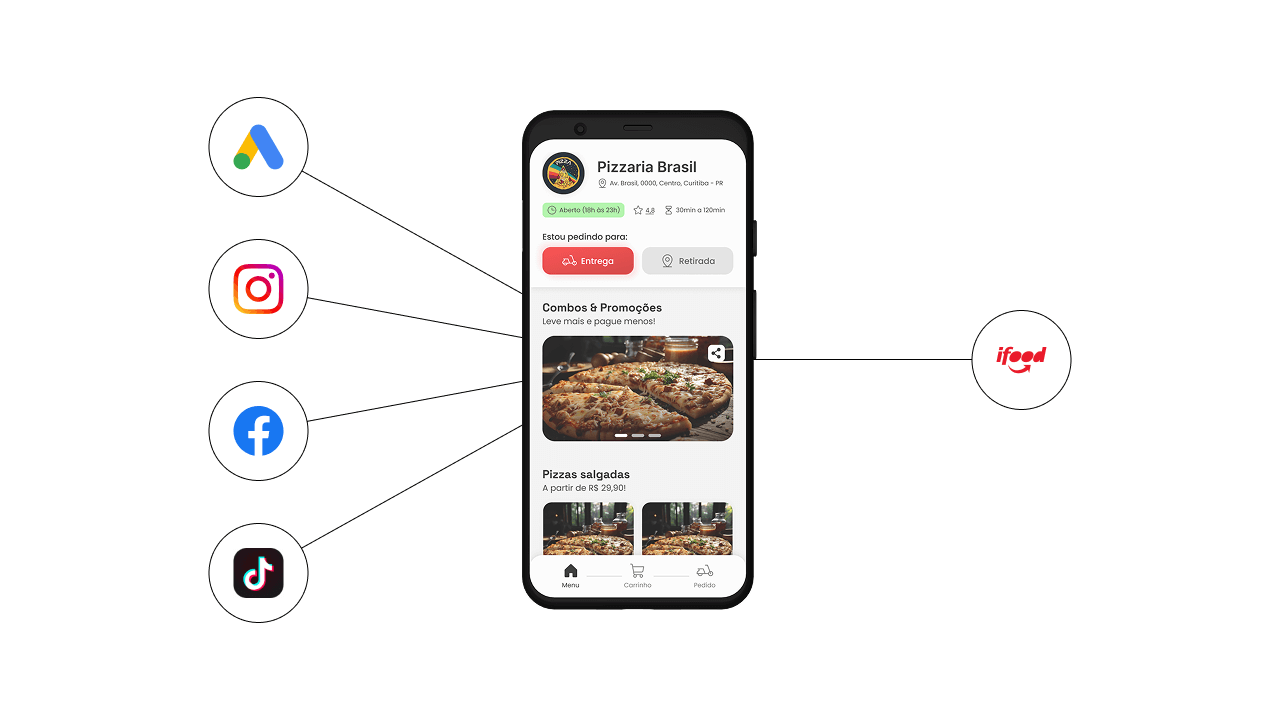 PIZZA
Pizzaria Brasil
Av. Brasil, 0000, Centro, Curitiba - PR
Aberto (18h às 23h)
4,8
30min a 120min
Estou pedindo para:
Entrega
Retirada
Combos & Promoções
Leve mais e pague menos!
ifood
Pizzas salgadas
A partir de R$ 29,90!
Menu
Carrinho
Pedido